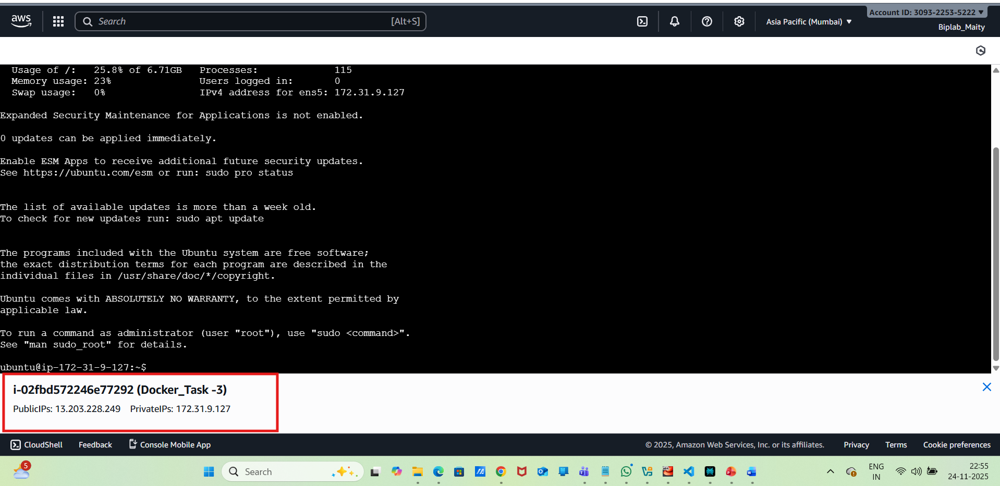 aws
Search [Alt+S]
Asia Pacific (Mumbai) ▼
Account ID: 3093-2253-5222 ▼
Biplab_Maity
Usage of /: 25.8% of 6.71GB Processes: 115
Memory usage: 23% Users logged in: 0
Swap usage: 0% IPv4 address for ens5: 172.31.9.127
Expanded Security Maintenance for Applications is not enabled.
0 updates can be applied immediately.
Enable ESM Apps to receive additional future security updates.
See https://ubuntu.com/esm or run: sudo pro status
The list of available updates is more than a week old.
To check for new updates run: sudo apt update
The programs included with the Ubuntu system are free software;
the exact distribution terms for each program are described in the
individual files in /usr/share/doc/*/copyright.
Ubuntu comes with ABSOLUTELY NO WARRANTY, to the extent permitted by
applicable law.
To run a command as administrator (user "root"), use "sudo <command>".
See "man sudo_root" for details.
ubuntu@ip-172-31-9-127:~$
i-02fbd572246e77292 (Docker_Task -3)
PublicIPs: 13.203.228.249 PrivateIPs: 172.31.9.127
CloudShell Feedback Console Mobile App © 2025, Amazon Web Services, Inc. or its affiliates. Privacy Terms Cookie preferences
5
Search
ENG
IN
22:55
24-11-2025